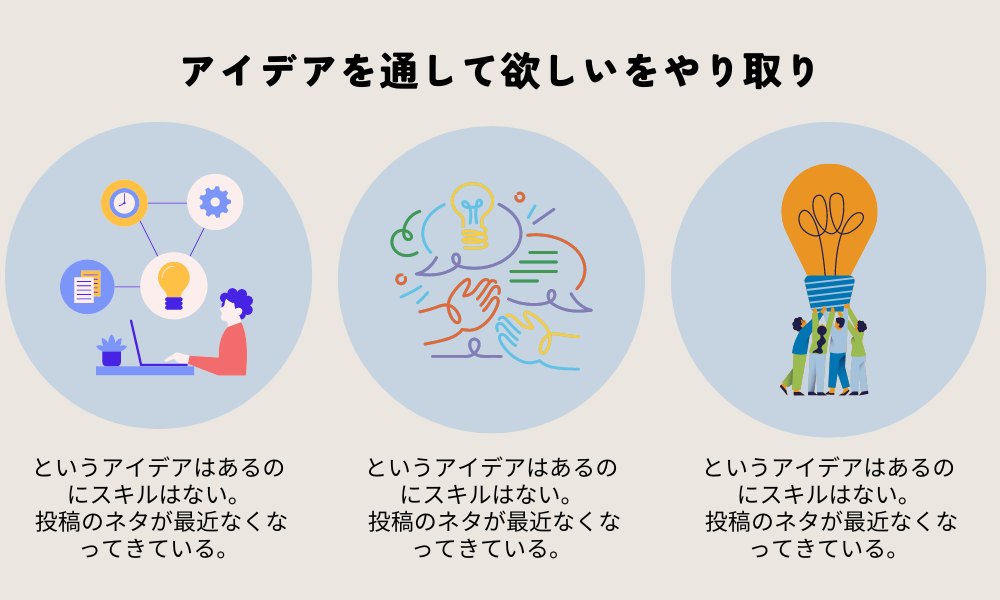 アイデアを通して欲しいをやり取り
というアイデアはあるの
にスキルはない。
投稿のネタが最近なくな
ってきている。
というアイデアはあるの
にスキルはない。
投稿のネタが最近なくな
ってきている。
というアイデアはあるの
にスキルはない。
投稿のネタが最近なくな
ってきている。